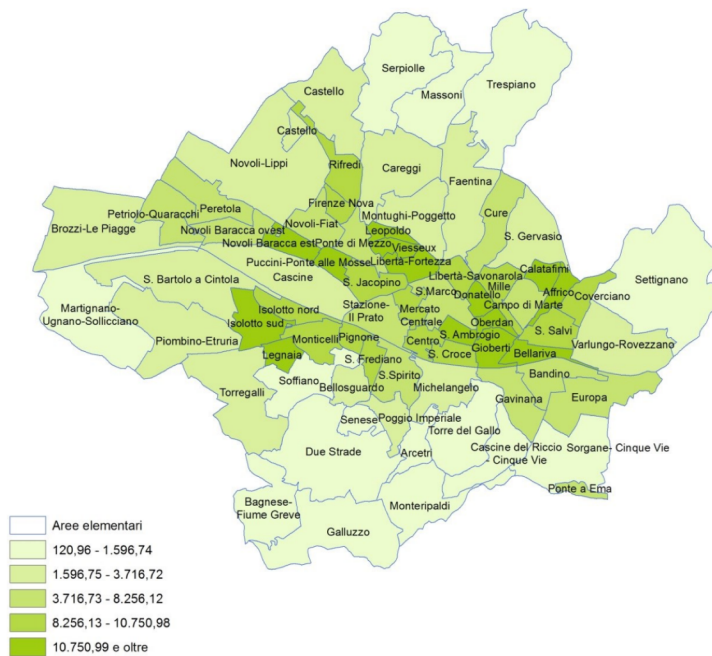 Serpiolle
Trespiano
Massoni
Castello
Castello
Rifredi
Careggi
Novoli-Lippi
Faentina
Firenze Nova
Peretola
Petriolo-Quaracchi
Montughi-Poggetto
Cure
Brozzi-Le Piagge
Novoli-Fiat
Leopoldo
S. Gervasio
Novoli Baracca ovest
Novoli Baracca est
Ponte di Mezzo
Viesseux
Puccini-Ponte alle Mosse
Libertà-Fortezza
Calatafimi
Settignano
S. Bartolo a Cintola
Cascine
S. Jacopino
Libertà-Savonarola
Mille
Affrico
Coverciano
S.Marco
Donatello
Campo di Marte
Martignano-
Ugnano-Sollicciano
Isolotto nord
Stazione-
Il Prato
Mercato
Centrale
Oberdan
S. Salvi
Isolotto sud
Piombino-Etruria
Monticelli
Pignone
Centro
S. Ambrogio
S. Croce
Gioberti
Bellariva
Varlungo-Rovezzano
Legnaia
S. Frediano
Soffiano
S.Spirito
Bandino
Torregalli
Bellosguardo
Michelangelo
Gavinana
Europa
Senese
Poggio Imperiale
Torre del Gallo
Due Strade
Arcetri
Cascine del Riccio
- Cinque Vie
Sorgane- Cinque Vie
Ponte a Ema
Bagnese-
Fiume Greve
Monteripaldi
Galluzzo
Aree elementari
120,96 - 1.596,74
1.596,75 - 3.716,72
3.716,73 - 8.256,12
8.256,13 - 10.750,98
10.750,99 e oltre